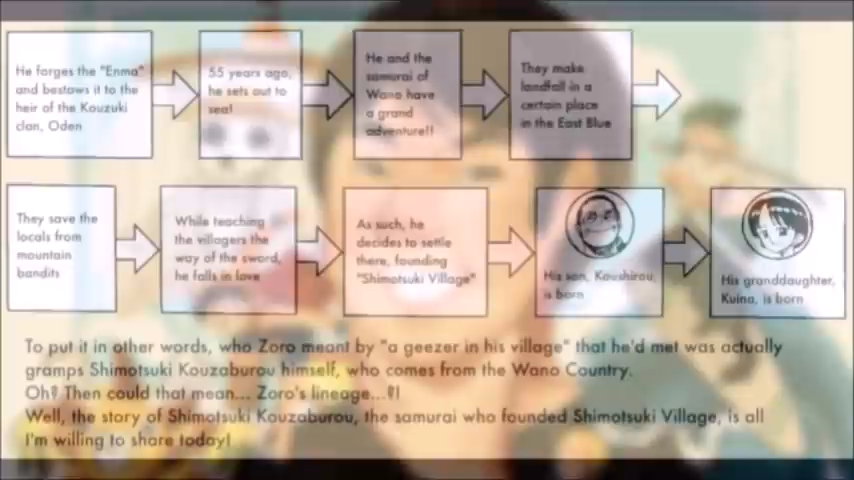 He forges the "Enma"
and bestows it to the
heir of the Kouzuki
clan, Oden
55 years ago,
he sets out to
sea!
He and the
samurai of
Wano have
a grand
adventure!!
They make
landfall in a
certain place
in the East Blue
They save the
locals from
mountain
bandits
While teaching
the villagers the
way of the sword,
he falls in love
As such, he
decides to settle
there, founding
"Shimotsuki Village"
His son, Koushirou,
is born
His granddaughter,
Kuina, is born
To put it in other words, who Zoro meant by "a geezer in his village" that he'd met was actually
gramps Shimotsuki Kouzaburou himself, who comes from the Wano Country.
Oh? Then could that mean... Zoro's lineage...?!
Well, the story of Shimotsuki Kouzaburou, the samurai who founded Shimotsuki Village, is all
I'm willing to share today!